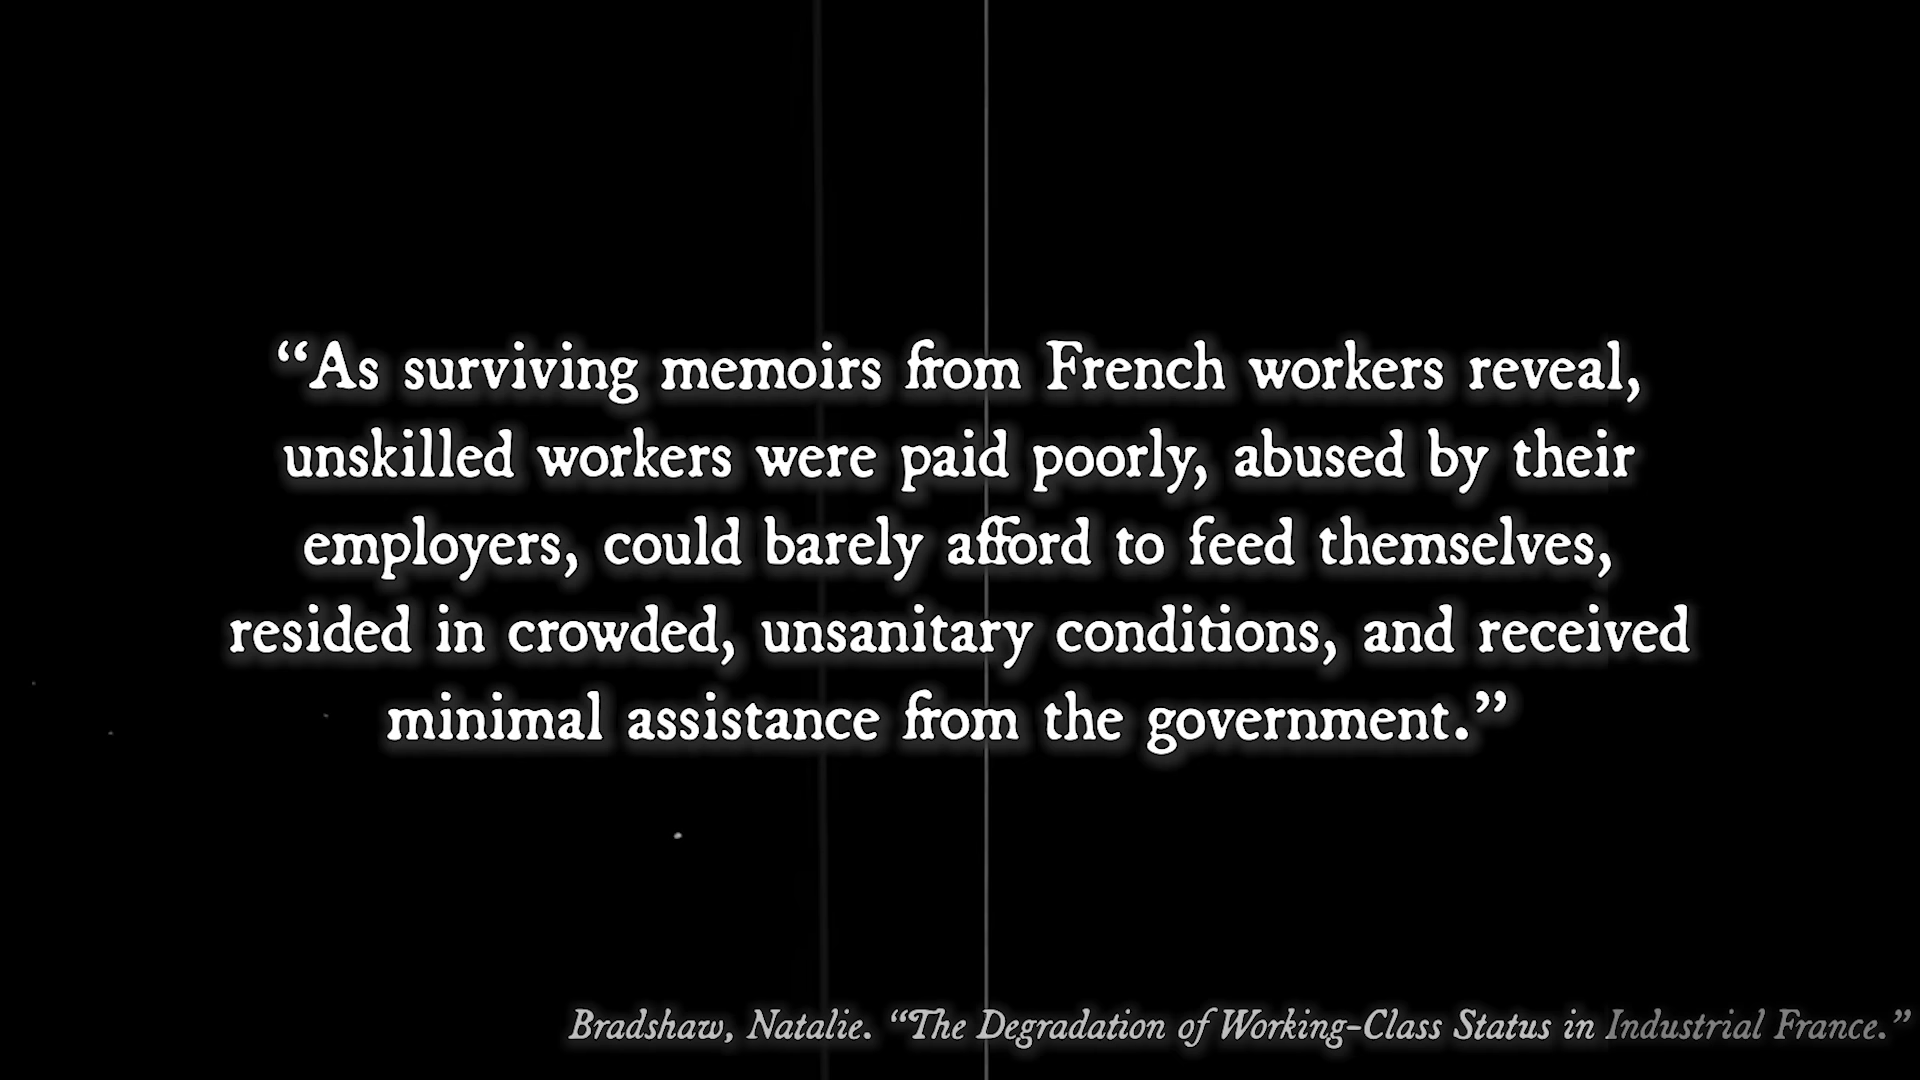 “As surviving memoirs from French workers reveal,
unskilled workers were paid poorly, abused by their
employers, could barely afford to feed themselves,
resided in crowded, unsanitary conditions, and received
minimal assistance from the government.”
Bradshaw, Natalie. “The Degradation of Working-Class Status in Industrial France.”